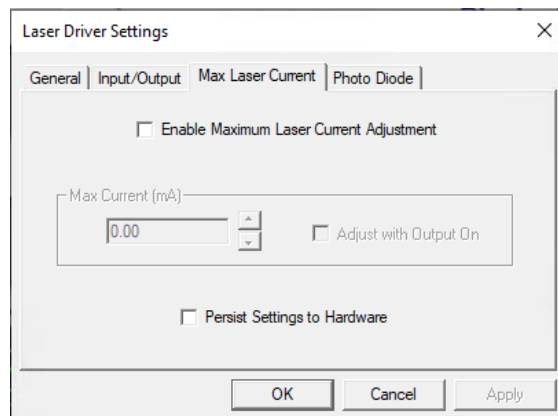 Laser Driver Settings
General Input/Output Max Laser Current Photo Diode
Enable Maximum Laser Current Adjustment
Max Current (mA)
0.00 Adjust with Output On
Persist Settings to Hardware
OK Cancel Apply